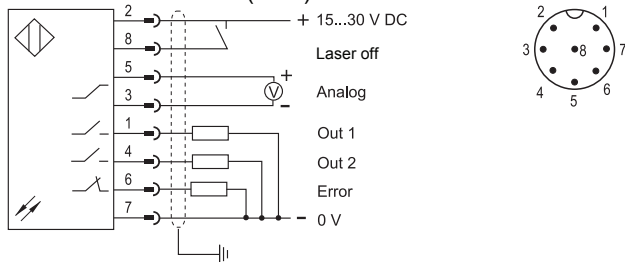 2 + 15...30 V DC
8 Laser off
5 +
V Analog
3 −
1 Out 1
4 Out 2
6 Error
7 − 0 V
2 1
3 8 7
4 6
5